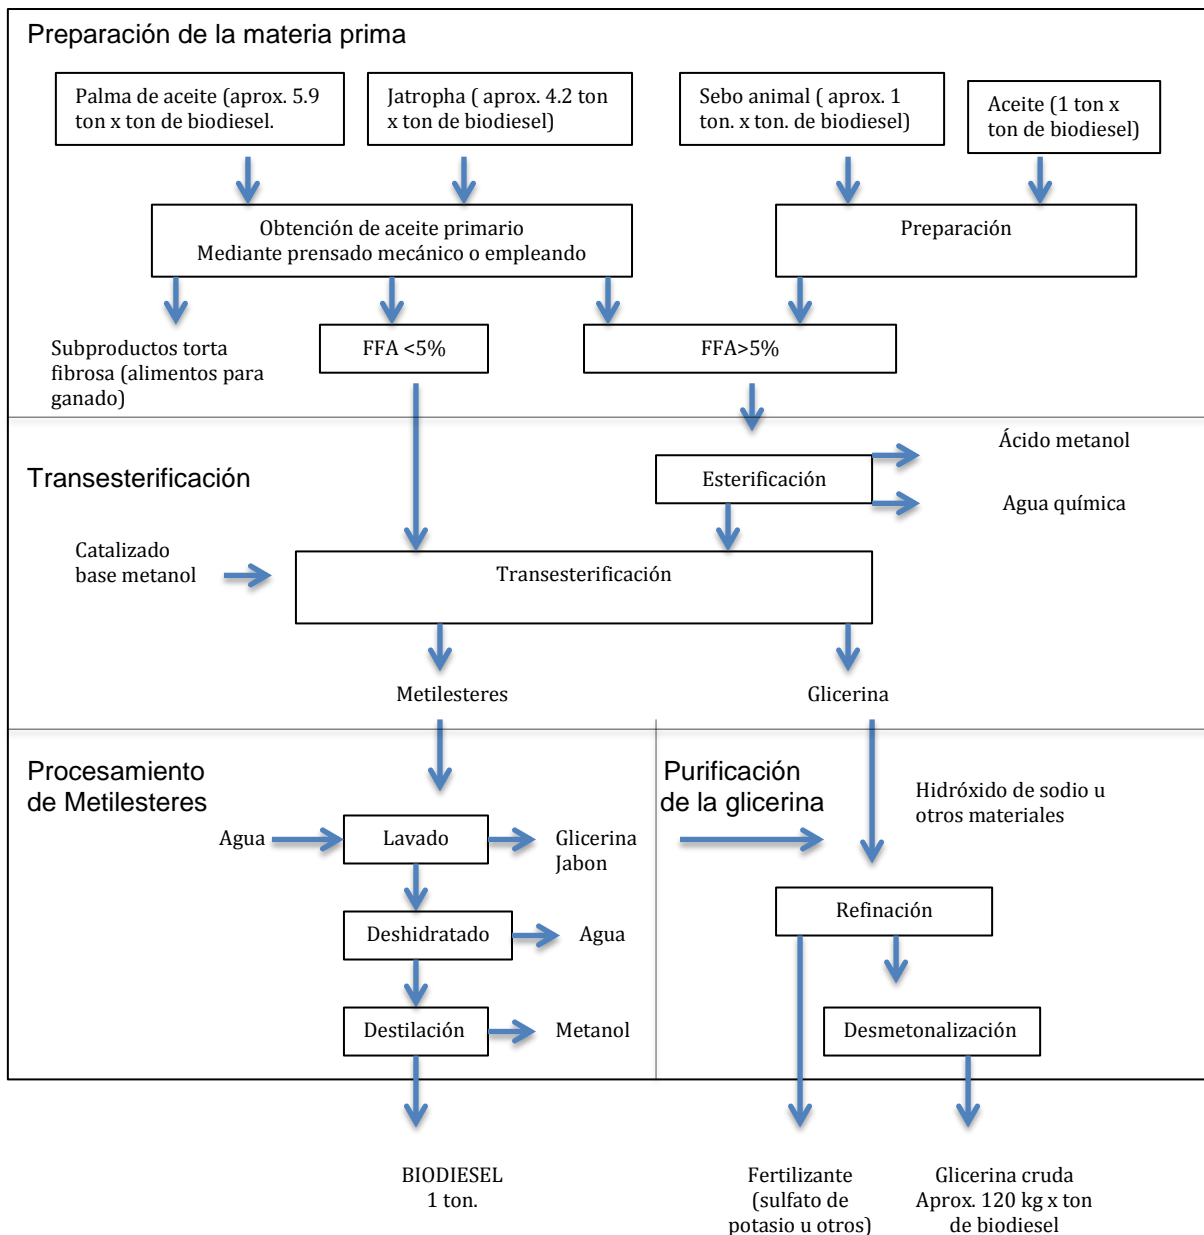 Preparación de la materia prima
Palma de aceite (aprox. 5.9
ton x ton de biodiesel.
Jatropha ( aprox. 4.2 ton
x ton de biodiesel)
Sebo animal ( aprox. 1
ton. x ton. de biodiesel)
Aceite (1 ton x
ton de biodiesel)
Obtención de aceite primario
Mediante prensado mecánico o empleando
Preparación
Subproductos torta
fibrosa (alimentos para
ganado)
FFA <5%
FFA>5%
Transesterificación
Esterificación
Ácido metanol
Agua química
Catalizado
base metanol
Transesterificación
Metilesteres
Glicerina
Procesamiento
de Metilesteres
Agua
Lavado
Glicerina
Jabon
Deshidratado
Agua
Destilación
Metanol
Purificación
de la glicerina
Hidróxido de sodio u
otros materiales
Refinación
Desmetonalización
BIODIESEL
1 ton.
Fertilizante
(sulfato de
potasio u otros)
Glicerina cruda
Aprox. 120 kg x ton
de biodiesel